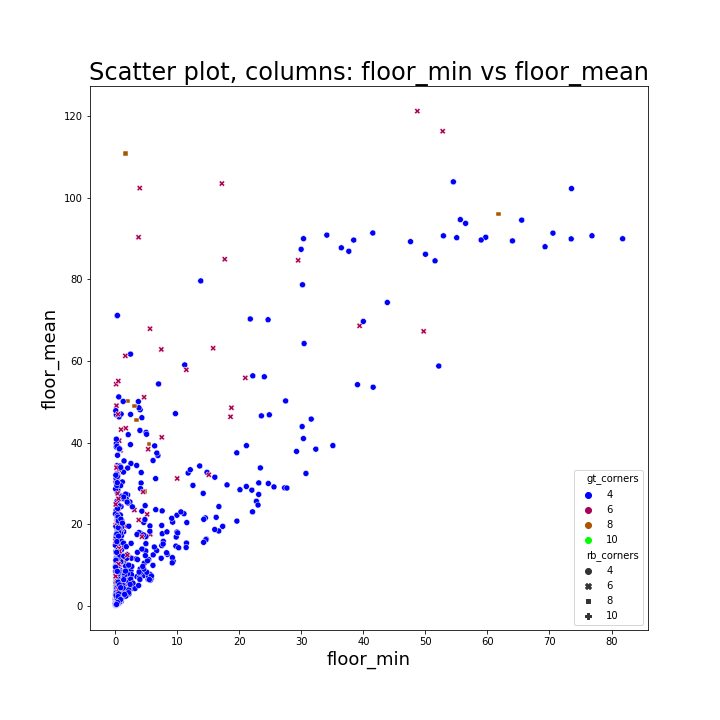 Scatter plot, columns: floor_min vs floor_mean
floor_mean
120
100
80
60
40
20
0
gt_corners
4
6
8
10
rb_corners
4
6
8
10
0 10 20 30 40 50 60 70 80
floor_min